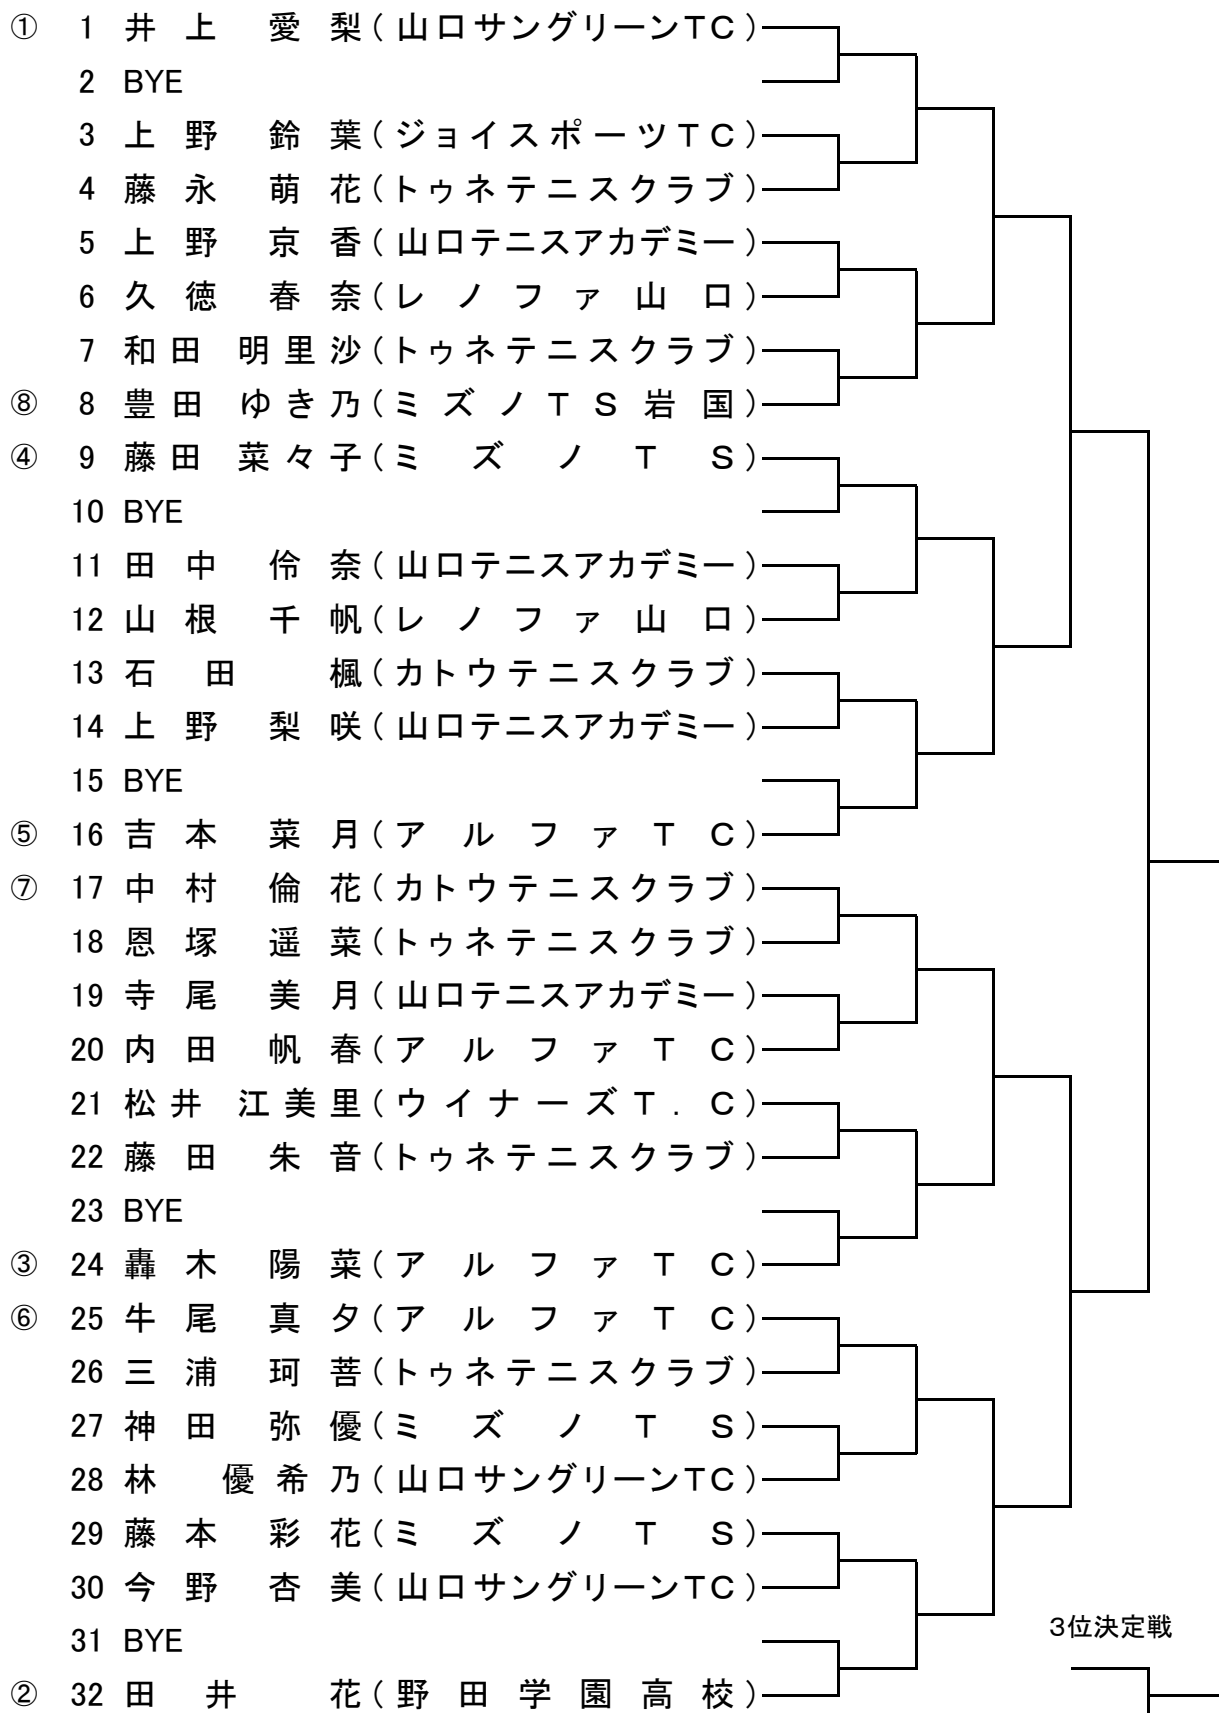 ① 1 井上 愛梨(山口サングリーンTC)
2 BYE
3 上野 鈴葉(ジョイスポーツTC)
4 藤永 萌花(トゥネテニスクラブ)
5 上野 京香(山口テニスアカデミー)
6 久徳 春奈(レノファ山口)
7 和田 明里沙(トゥネテニスクラブ)
⑧ 8 豊田 ゆき乃(ミズノTS岩国)
④ 9 藤田 菜々子(ミズノTS)
10 BYE
11 田中 伶奈(山口テニスアカデミー)
12 山根 千帆(レノファ山口)
13 石田 楓(カトウテニスクラブ)
14 上野 梨咲(山口テニスアカデミー)
15 BYE
⑤ 16 吉本 菜月(アルファTC)
⑦ 17 中村 倫花(カトウテニスクラブ)
18 恩塚 遥菜(トゥネテニスクラブ)
19 寺尾 美月(山口テニスアカデミー)
20 内田 帆春(アルファTC)
21 松井 江美里(ウイナーズT.C)
22 藤田 朱音(トゥネテニスクラブ)
23 BYE
③ 24 轟木 陽菜(アルファTC)
⑥ 25 牛尾 真夕(アルファTC)
26 三浦 珂菩(トゥネテニスクラブ)
27 神田 弥優(ミズノTS)
28 林 優希乃(山口サングリーンTC)
29 藤本 彩花(ミズノTS)
30 今野 杏美(山口サングリーンTC)
31 BYE
3位決定戦
② 32 田井 花(野田学園高校)